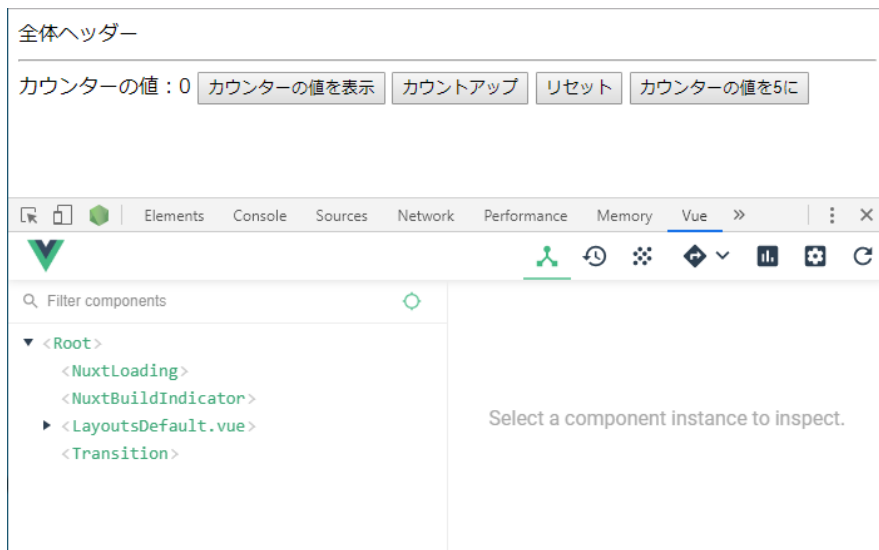 全体ヘッダー
カウンターの値：0 カウンターの値を表示 カウントアップ リセット カウンターの値を5に
Elements Console Sources Network Performance Memory Vue »
Filter components
▼ <Root>
<NuxtLoading>
<NuxtBuildIndicator>
▶ <LayoutsDefault.vue>
<Transition>
Select a component instance to inspect.